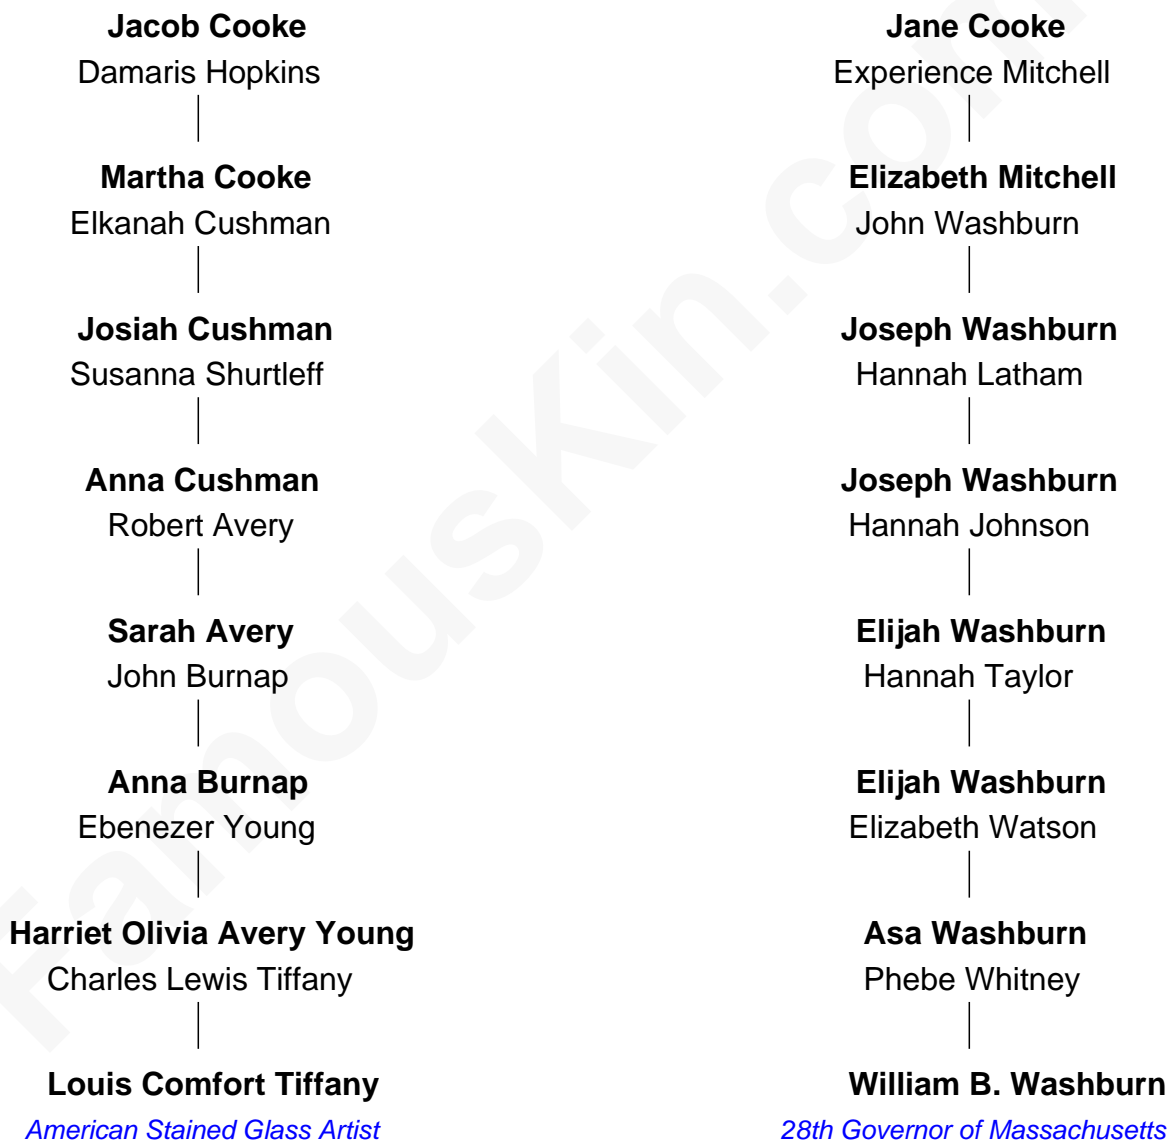 Jacob Cooke
Damaris Hopkins
Martha Cooke
Elkanah Cushman
Josiah Cushman
Susanna Shurtleff
Anna Cushman
Robert Avery
Sarah Avery
John Burnap
Anna Burnap
Ebenezer Young
Harriet Olivia Avery Young
Charles Lewis Tiffany
Louis Comfort Tiffany
American Stained Glass Artist
Jane Cooke
Experience Mitchell
Elizabeth Mitchell
John Washburn
Joseph Washburn
Hannah Latham
Joseph Washburn
Hannah Johnson
Elijah Washburn
Hannah Taylor
Elijah Washburn
Elizabeth Watson
Asa Washburn
Phebe Whitney
William B. Washburn
28th Governor of Massachusetts
FamousKin.com